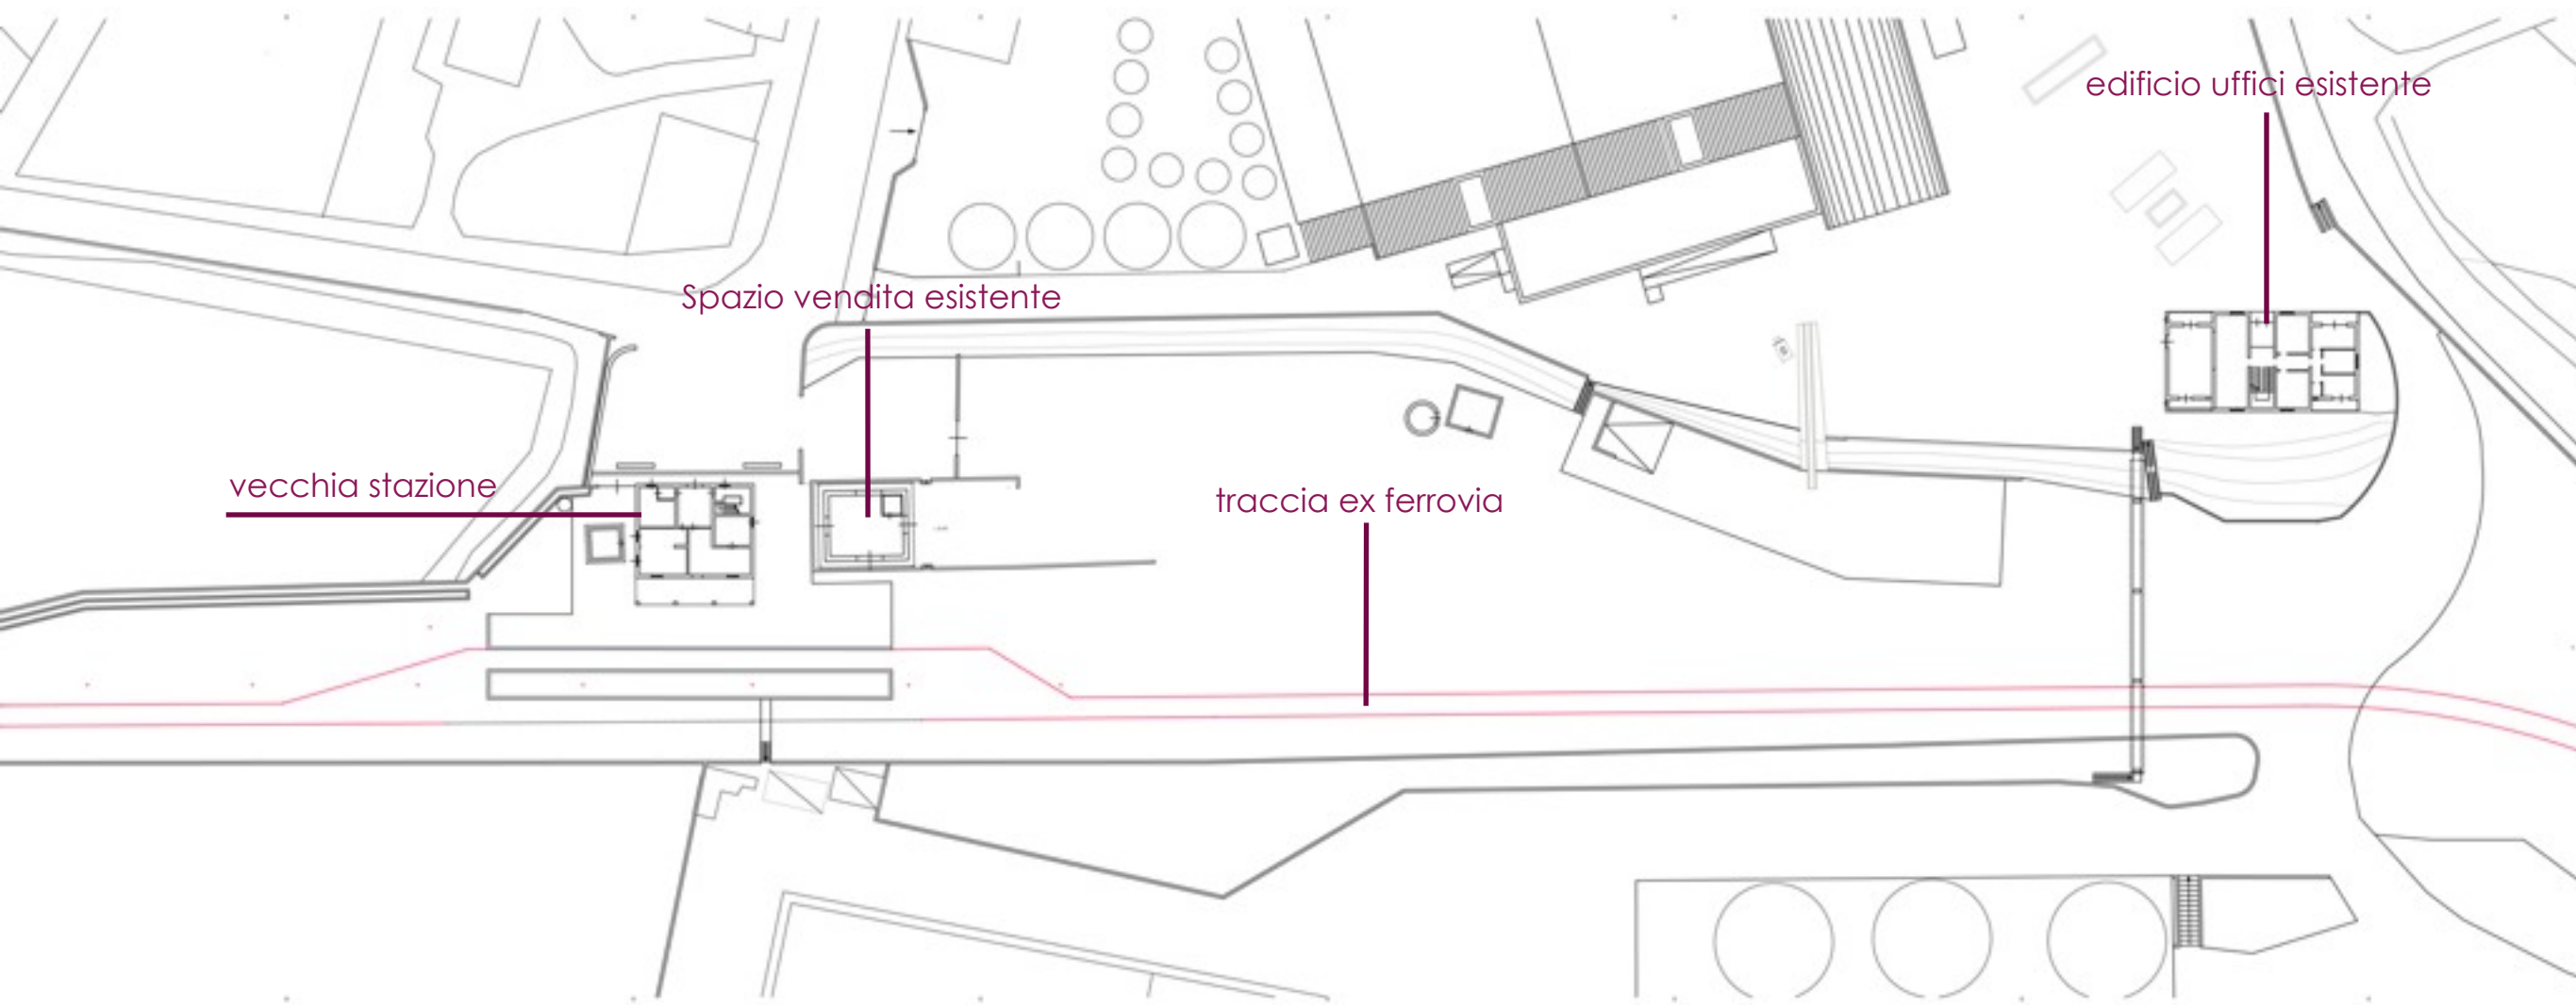 edificio uffici esistente
Spazio vendita esistente
vecchia stazione
traccia ex ferrovia